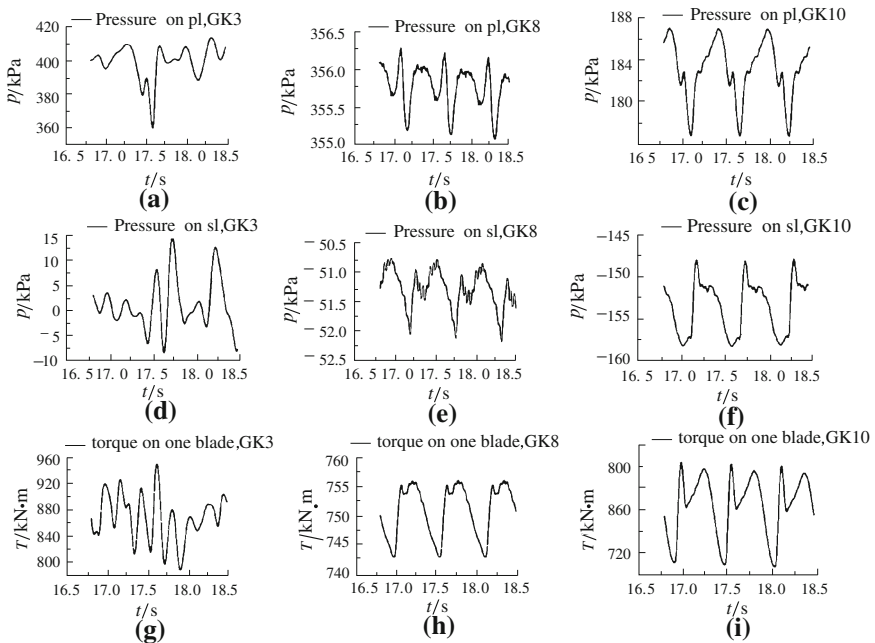 Pressure on pl,GK3
Pressure on pl,GK8
Pressure on pl,GK10
420
400
380
360
p/kPa
16. 5 17. 0 17.5 18. 0 18.5
t/s
(a)
356.5
356.0
355.5
355.0
p/kPa
16.5 17.0 17.5 18.0 18.5
t/s
(b)
188
184
180
p/kPa
16. 5 17. 0 17.5 18. 0 18.5
t/s
(c)
Pressure on sl,GK3
Pressure on sl,GK8
Pressure on sl,GK10
15
10
5
0
−5
−10
p/kPa
16. 5 17. 0 17.5 18. 0 18.5
t/s
(d)
−50.5
−51.0
−51.5
−52.0
−52.5
p/kPa
16.5 17.0 17.5 18.0 18.5
t/s
(e)
−145
−150
−155
−160
p/kPa
16.5 17.0 17.5 18.0 18.5
t/s
(f)
torque on one blade,GK3
torque on one blade,GK8
torque on one blade,GK10
960
920
880
840
800
T/kN•m
16.5 17.0 17.5 18.0 18.5
t/s
(g)
760
755
750
745
740
T/kN•m
16.5 17.0 17.5 18.0 18.5
t/s
(h)
800
860
720
T/kN•m
16.5 17.0 17.5 18.0 18.5
t/s
(i)